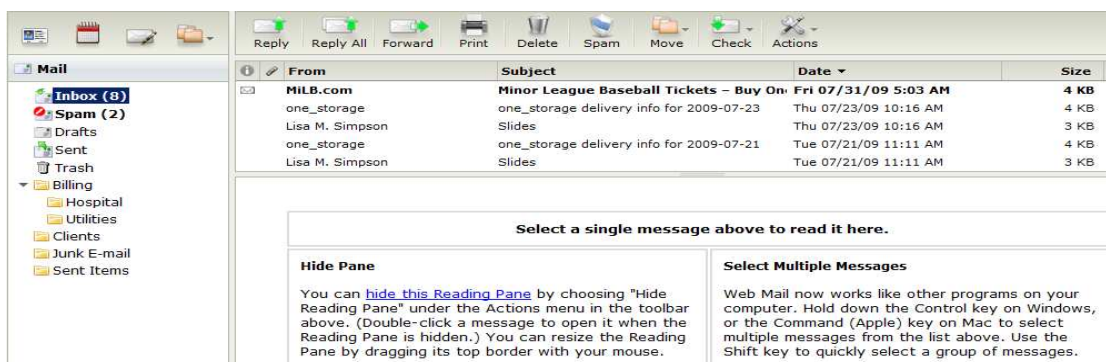 Reply Reply All Forward Print Delete Spam Move Check Actions
Mail
From Subject Date Size
Inbox (8)
Spam (2)
Drafts
Sent
Trash
Billing
Hospital
Utilities
Clients
Junk E-mail
Sent Items
MiLB.com Minor League Baseball Tickets – Buy On Fri 07/31/09 5:03 AM 4 KB
one_storage one_storage delivery info for 2009-07-23 Thu 07/23/09 10:16 AM 4 KB
Lisa M. Simpson Slides Thu 07/23/09 10:16 AM 3 KB
one_storage one_storage delivery info for 2009-07-21 Tue 07/21/09 11:11 AM 4 KB
Lisa M. Simpson Slides Tue 07/21/09 11:11 AM 3 KB
Select a single message above to read it here.
Hide Pane
You can hide this Reading Pane by choosing "Hide
Reading Pane" under the Actions menu in the toolbar
above. (Double-click a message to open it when the
Reading Pane is hidden.) You can resize the Reading
Pane by dragging its top border with your mouse.
Select Multiple Messages
Web Mail now works like other programs on your
computer. Hold down the Control key on Windows,
or the Command (Apple) key on Mac to select
multiple messages from the list above. Use the
Shift key to quickly select a group of messages.